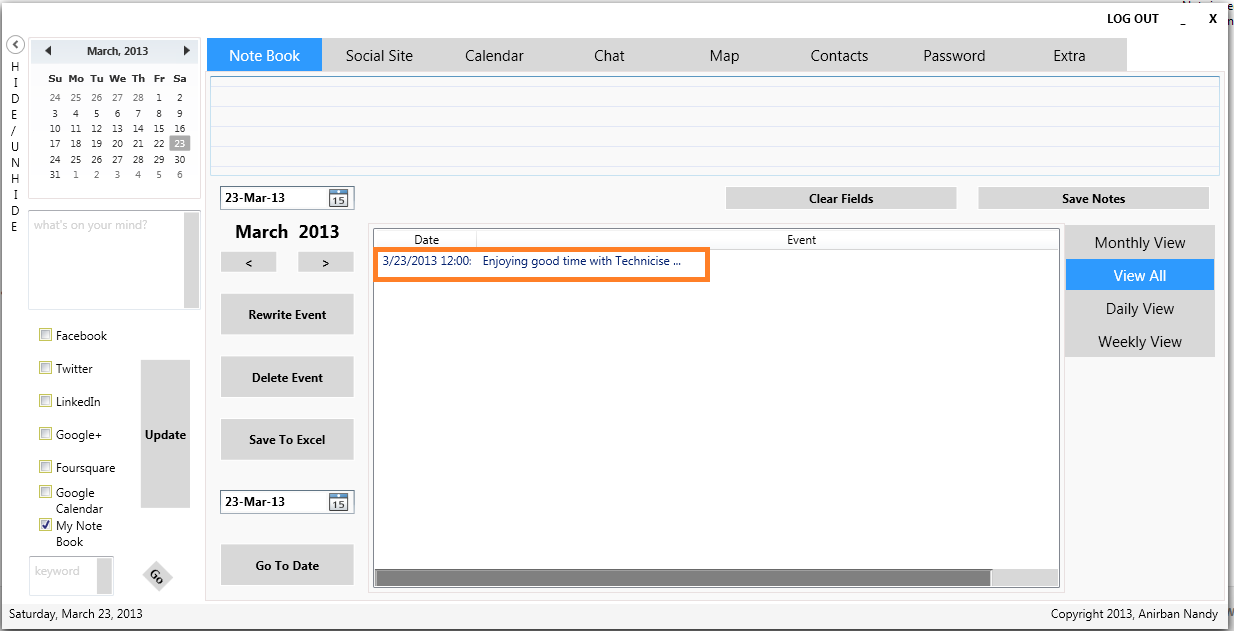 LOG OUT _ X
H
I
D
E
/
U
N
H
I
D
E
March, 2013
Su Mo Tu We Th Fr Sa
24 25 26 27 28 1 2
3 4 5 6 7 8 9
10 11 12 13 14 15 16
17 18 19 20 21 22 23
24 25 26 27 28 29 30
31 1 2 3 4 5 6
what's on your mind?
Facebook
Twitter
LinkedIn
Google+
Foursquare
Google
Calendar
My Note
Book
Update
keyword
Go
Note Book Social Site Calendar Chat Map Contacts Password Extra
23-Mar-13 15
Clear Fields Save Notes
March 2013
< >
Rewrite Event
Delete Event
Save To Excel
23-Mar-13 15
Go To Date
Date Event
3/23/2013 12:00: Enjoying good time with Technicise ...
Monthly View
View All
Daily View
Weekly View
Saturday, March 23, 2013
Copyright 2013, Anirban Nandy